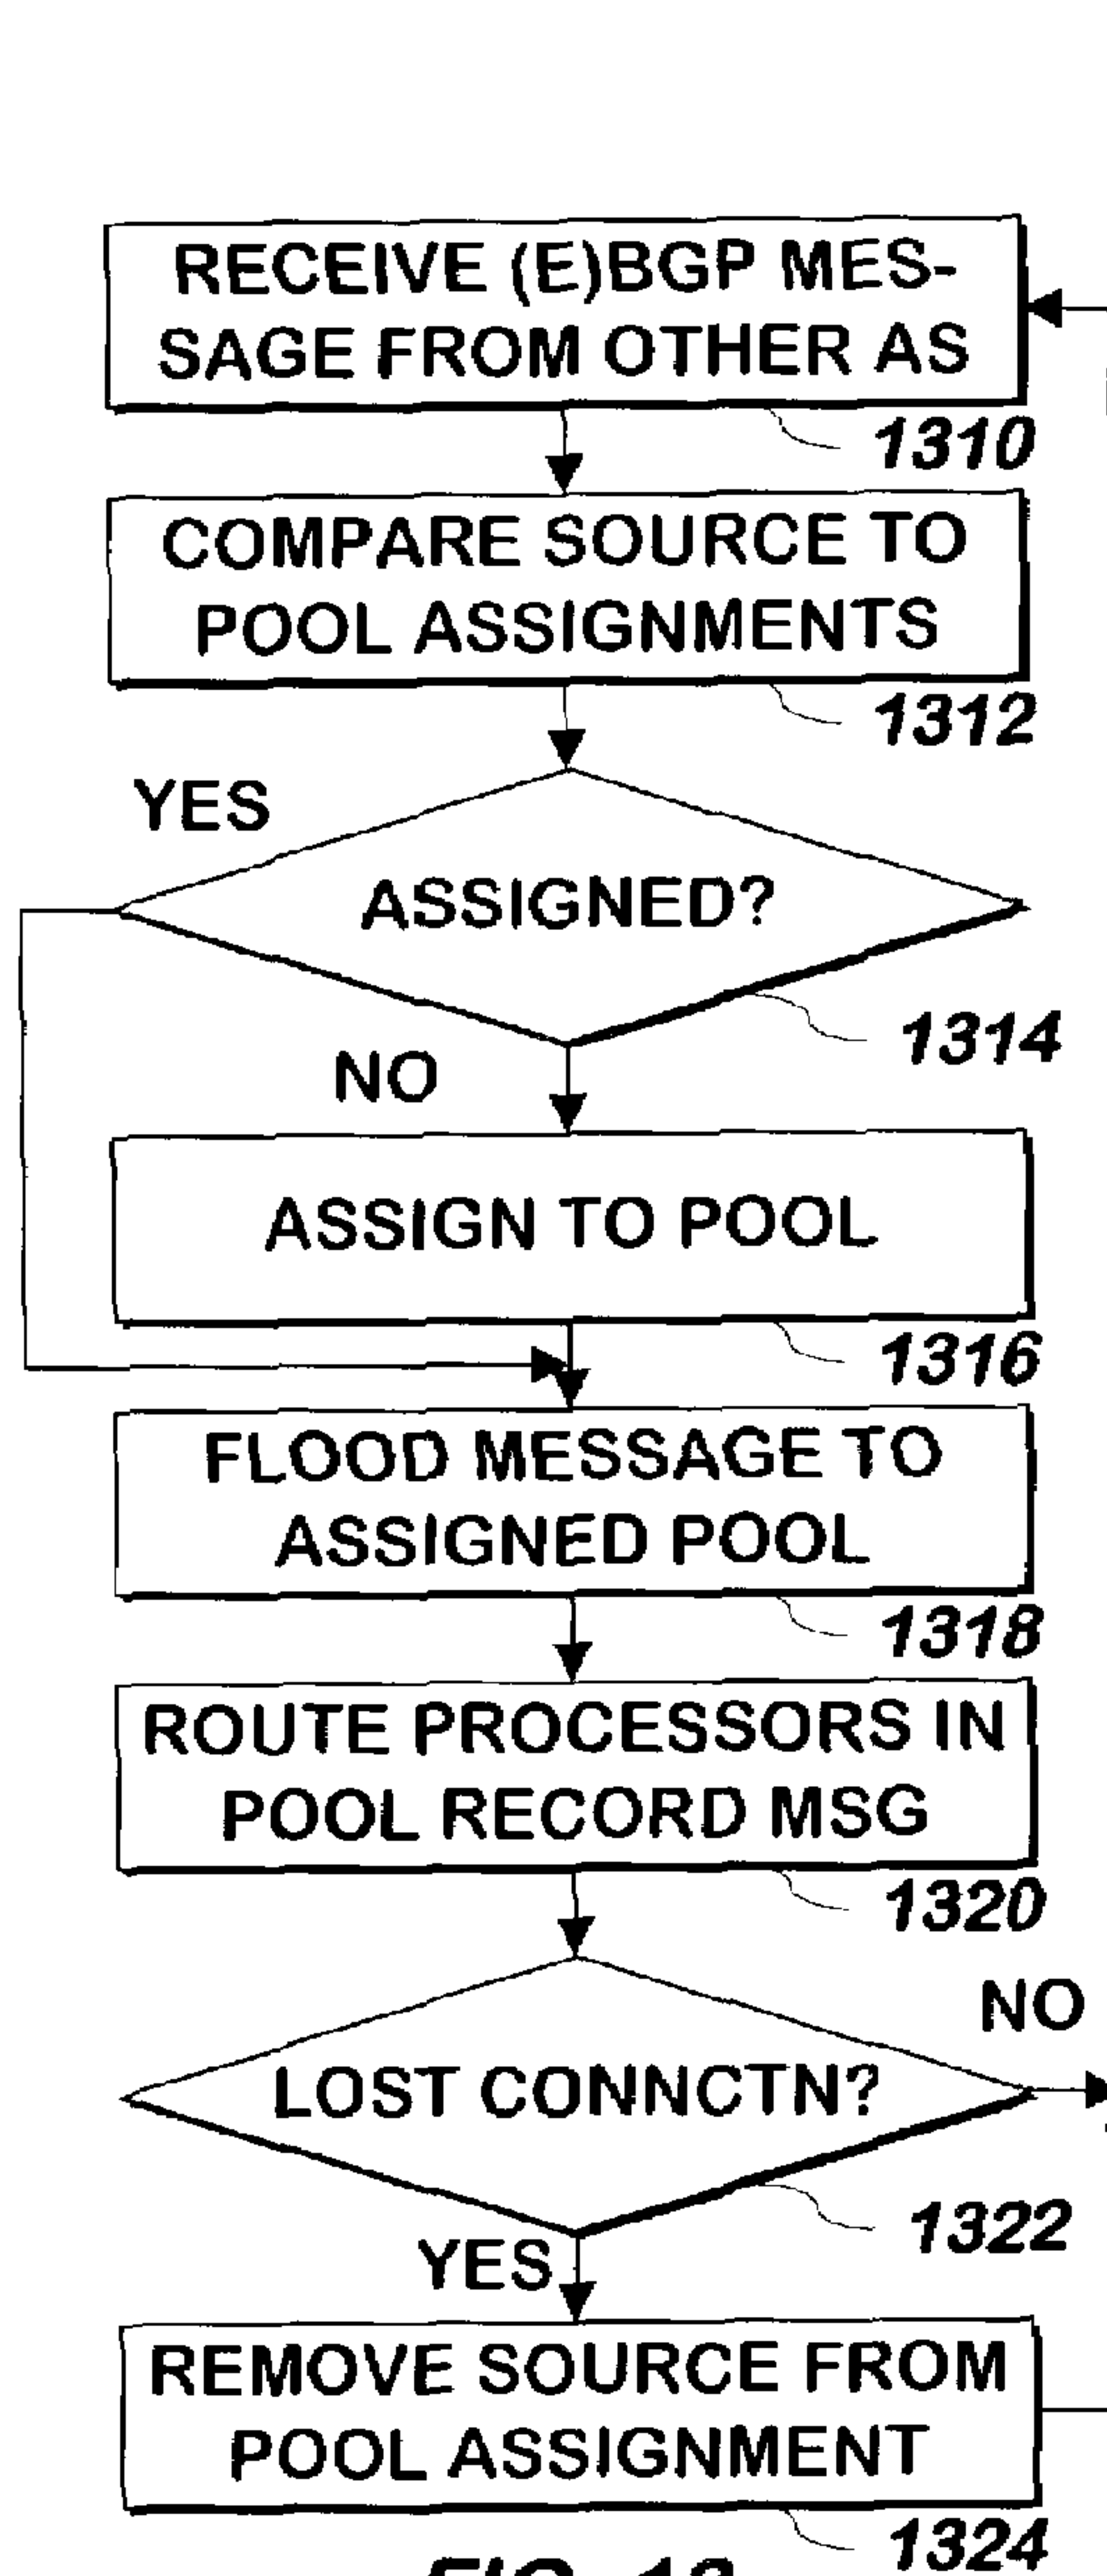 RECEIVE (E)BGP MES-
SAGE FROM OTHER AS
1310
COMPARE SOURCE TO
POOL ASSIGNMENTS
1312
YES
ASSIGNED?
1314
NO
ASSIGN TO POOL
1316
FLOOD MESSAGE TO
ASSIGNED POOL
1318
ROUTE PROCESSORS IN
POOL RECORD MSG
1320
NO
LOST CONNCTN?
1322
YES
REMOVE SOURCE FROM
POOL ASSIGNMENT
1324